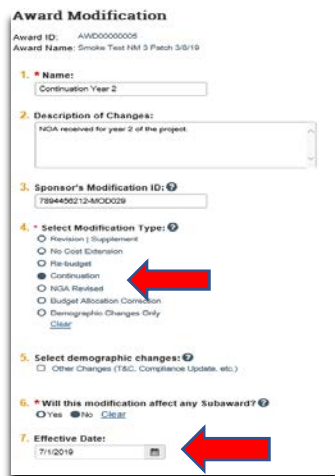 Award Modification
Award ID: AWD00000005
Award Name: Smoke Test NM 3 Patch 3/8/19
1. * Name:
Continuation Year 2
2. Description of Changes:
NOA received for year 2 of the project.
3. Sponsor's Modification ID: ?
7894456212-MOD029
4. * Select Modification Type: ?
Revision | Supplement
No Cost Extension
Re-budget
Continuation
NGA Revised
Budget Allocation Correction
Demographic Changes Only
Clear
5. Select demographic changes: ?
Other Changes (T&C, Compliance Update, etc.)
6. * Will this modification affect any Subaward? ?
Yes No Clear
7. Effective Date:
7/1/2019